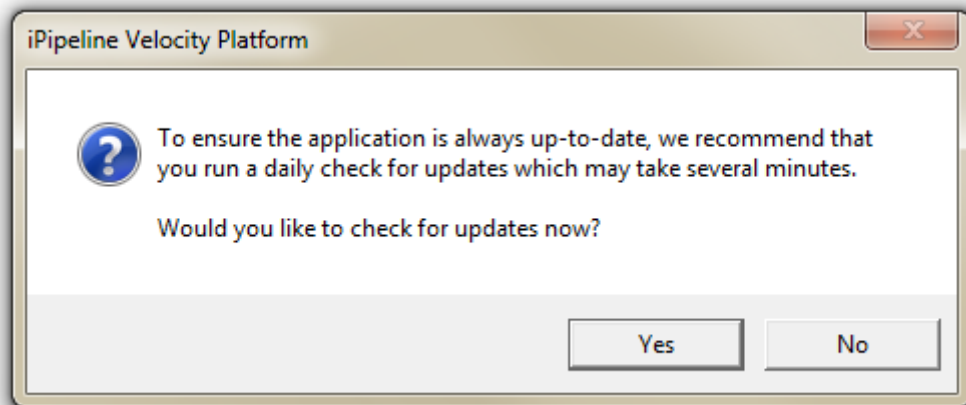 iPipeline Velocity Platform
To ensure the application is always up-to-date, we recommend that
you run a daily check for updates which may take several minutes.
Would you like to check for updates now?
Yes
No